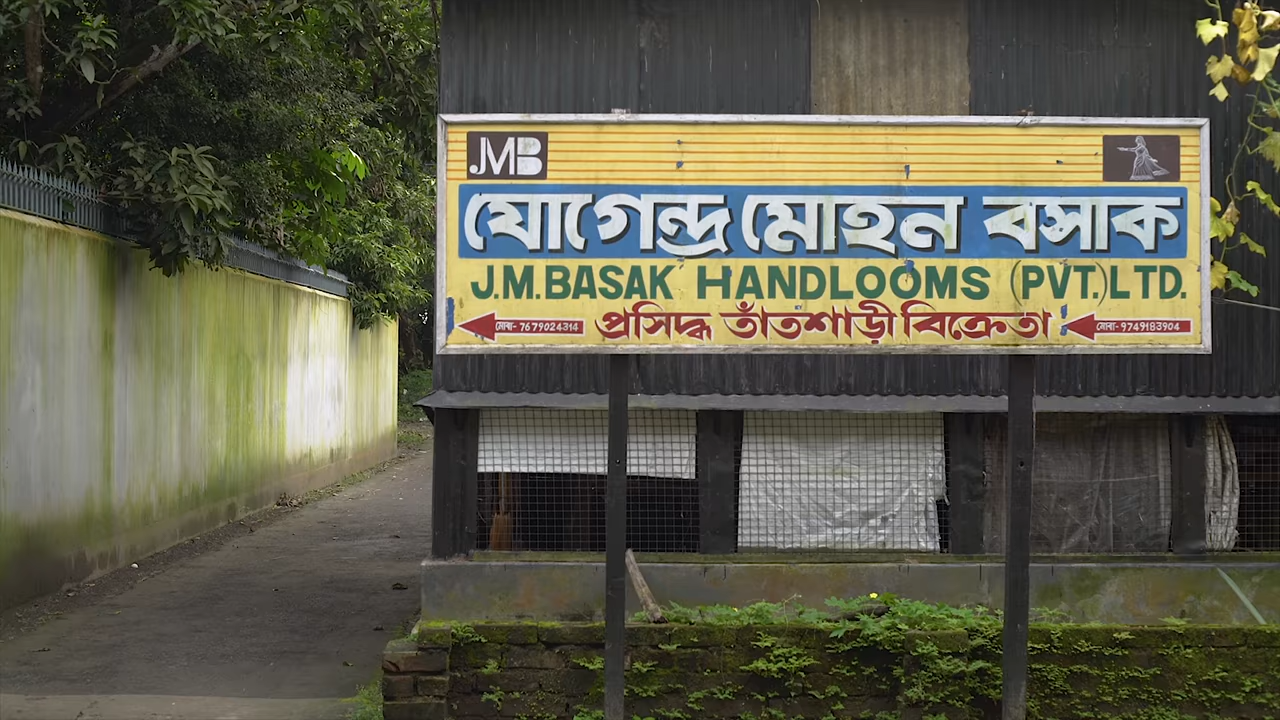 JMB
যোগেন্দ্র মোহন বসাক
J.M.BASAK HANDLOOMS (PVT.) LTD.
মোবা- 7679024314 প্রসিদ্ধ তাঁতশাড়ী বিক্রেতা মোবা- 9749183904